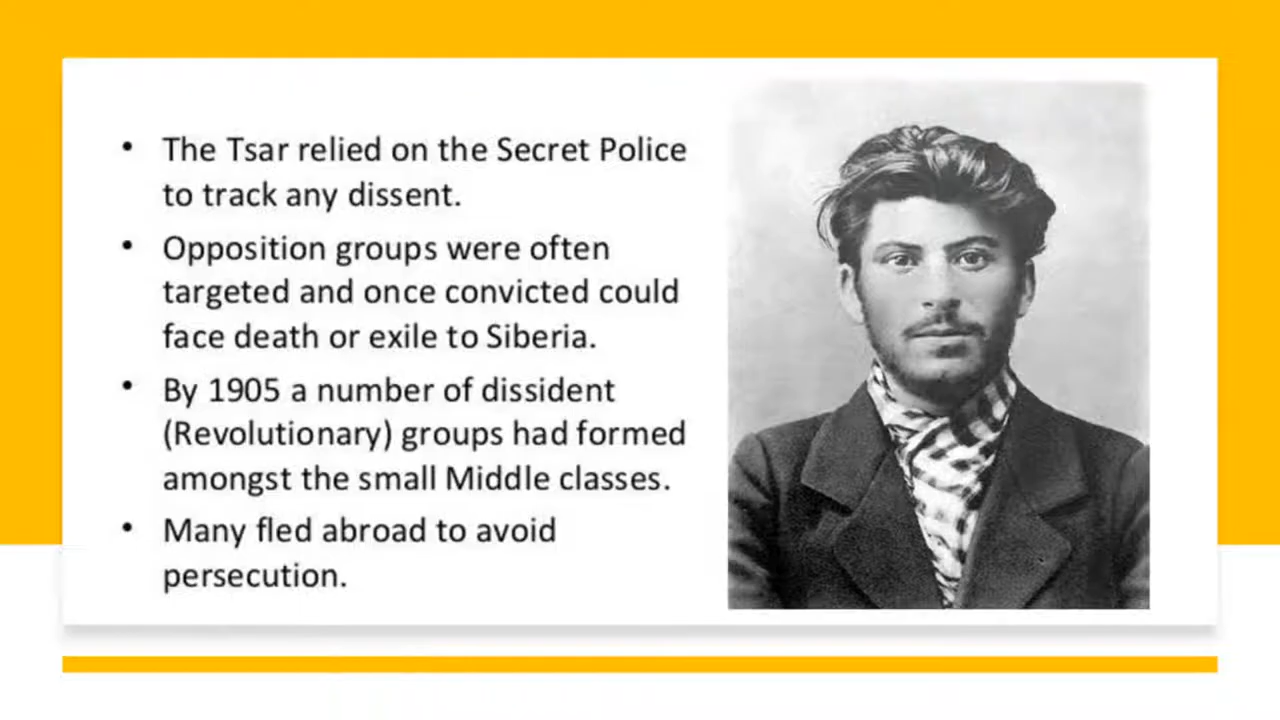 • The Tsar relied on the Secret Police
to track any dissent.
• Opposition groups were often
targeted and once convicted could
face death or exile to Siberia.
• By 1905 a number of dissident
(Revolutionary) groups had formed
amongst the small Middle classes.
• Many fled abroad to avoid
persecution.